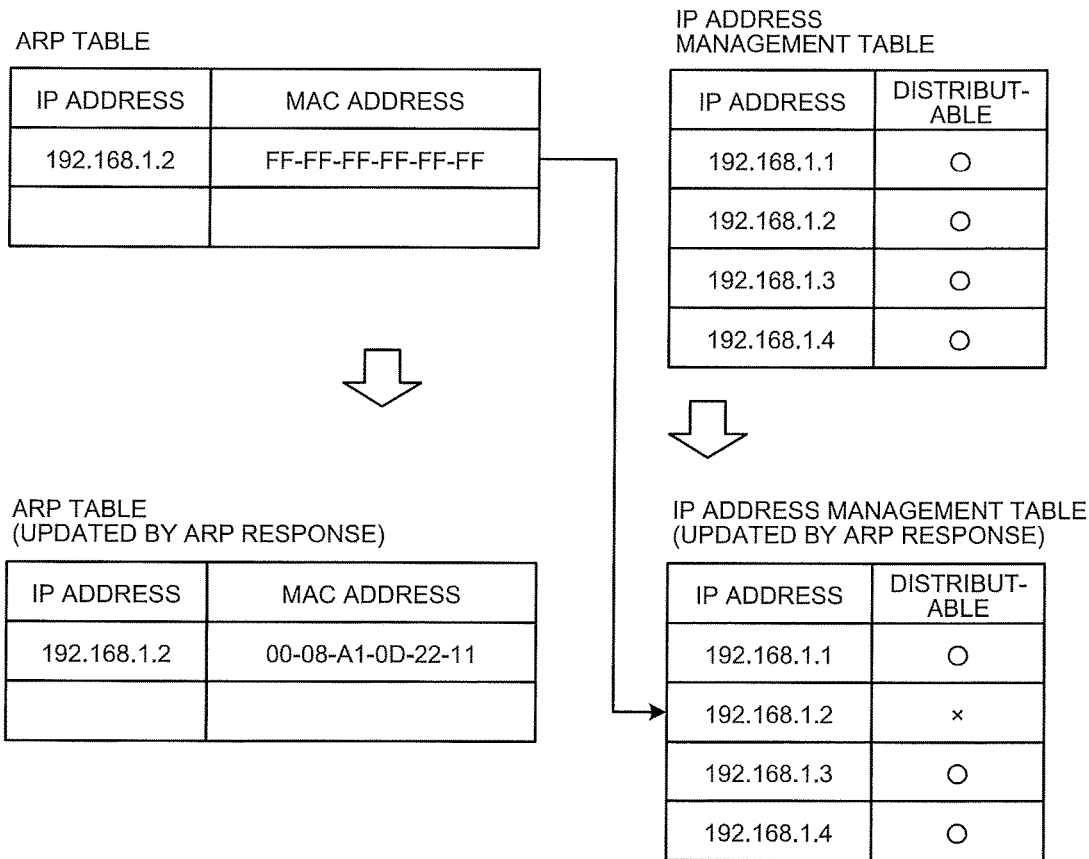 ARP TABLE
IP ADDRESS MAC ADDRESS
192.168.1.2 FF-FF-FF-FF-FF-FF
IP ADDRESS
MANAGEMENT TABLE
IP ADDRESS DISTRIBUT-
ABLE
192.168.1.1 ○
192.168.1.2 ○
192.168.1.3 ○
192.168.1.4 ○
ARP TABLE
(UPDATED BY ARP RESPONSE)
IP ADDRESS MAC ADDRESS
192.168.1.2 00-08-A1-0D-22-11
IP ADDRESS MANAGEMENT TABLE
(UPDATED BY ARP RESPONSE)
IP ADDRESS DISTRIBUT-
ABLE
192.168.1.1 ○
192.168.1.2 ×
192.168.1.3 ○
192.168.1.4 ○